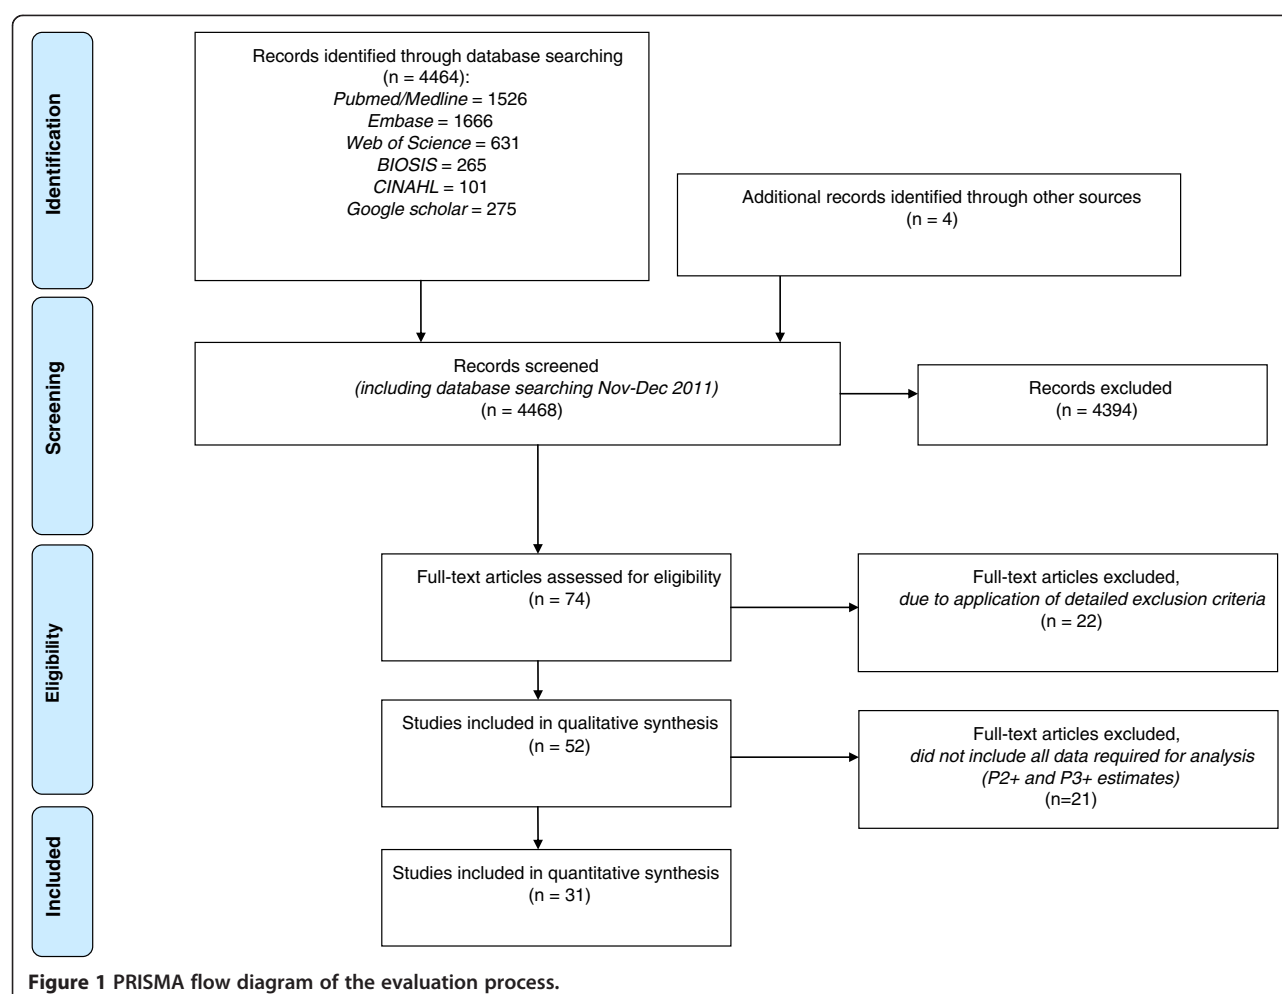 Identification
Records identified through database searching
(n = 4464):
Pubmed/Medline = 1526
Embase = 1666
Web of Science = 631
BIOSIS = 265
CINAHL = 101
Google scholar = 275
Additional records identified through other sources
(n = 4)
Screening
Records screened
(including database searching Nov-Dec 2011)
(n = 4468)
Records excluded
(n = 4394)
Eligibility
Full-text articles assessed for eligibility
(n = 74)
Full-text articles excluded,
due to application of detailed exclusion criteria
(n = 22)
Studies included in qualitative synthesis
(n = 52)
Full-text articles excluded,
did not include all data required for analysis
(P2+ and P3+ estimates)
(n=21)
Included
Studies included in quantitative synthesis
(n = 31)
Figure 1 PRISMA flow diagram of the evaluation process.